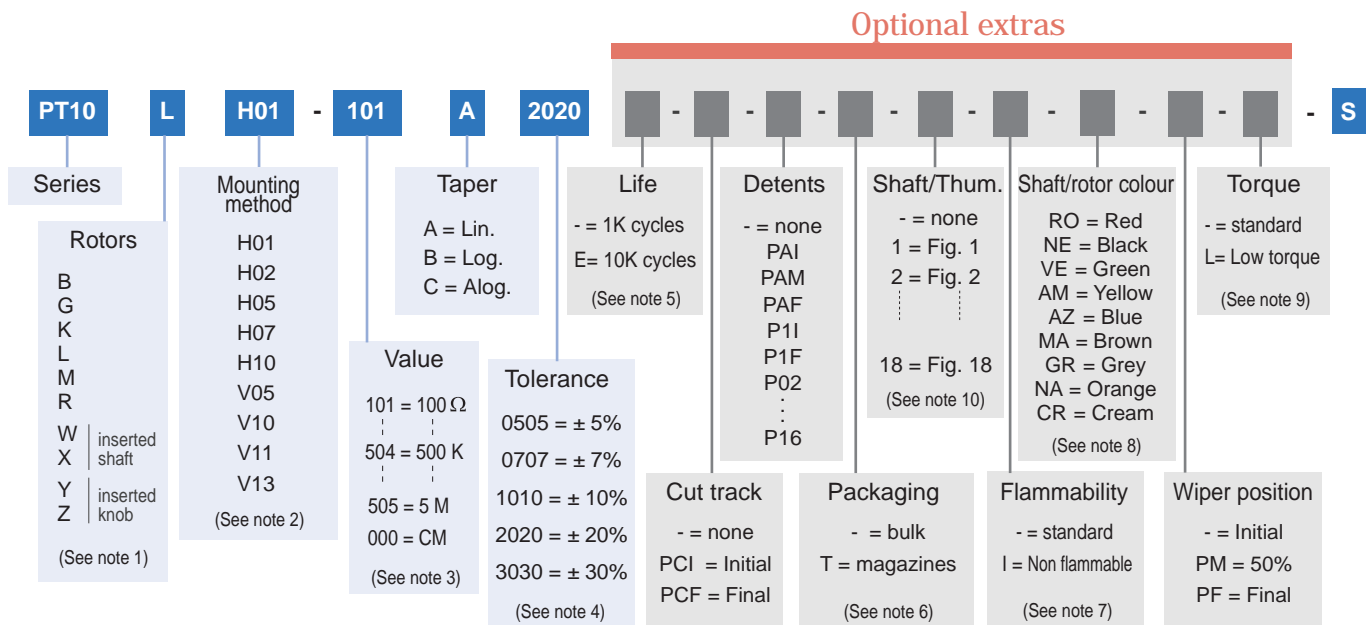 Optional extras
PT10 L H01 - 101 A 2020 - - - - - - - - - S
Series
Rotors
B
G
K
L
M
R
W
X
inserted
shaft
Y
Z
inserted
knob
(See note 1)
Mounting
method
H01
H02
H05
H07
H10
V05
V10
V11
V13
(See note 2)
Value
101 = 100 Ω
504 = 500 K
505 = 5 M
000 = CM
(See note 3)
Taper
A = Lin.
B = Log.
C = Alog.
Tolerance
0505 = ± 5%
0707 = ± 7%
1010 = ± 10%
2020 = ± 20%
3030 = ± 30%
(See note 4)
Life
- = 1K cycles
E= 10K cycles
(See note 5)
Cut track
- = none
PCI = Initial
PCF = Final
Detents
- = none
PAI
PAM
PAF
P1I
P1F
P02
:
:
P16
Packaging
- = bulk
T = magazines
(See note 6)
Shaft/Thum.
- = none
1 = Fig. 1
2 = Fig. 2
18 = Fig. 18
(See note 10)
Flammability
- = standard
I = Non flammable
(See note 7)
Shaft/rotor colour
RO = Red
NE = Black
VE = Green
AM = Yellow
AZ = Blue
MA = Brown
GR = Grey
NA = Orange
CR = Cream
(See note 8)
Wiper position
- = Initial
PM = 50%
PF = Final
Torque
- = standard
L= Low torque
(See note 9)